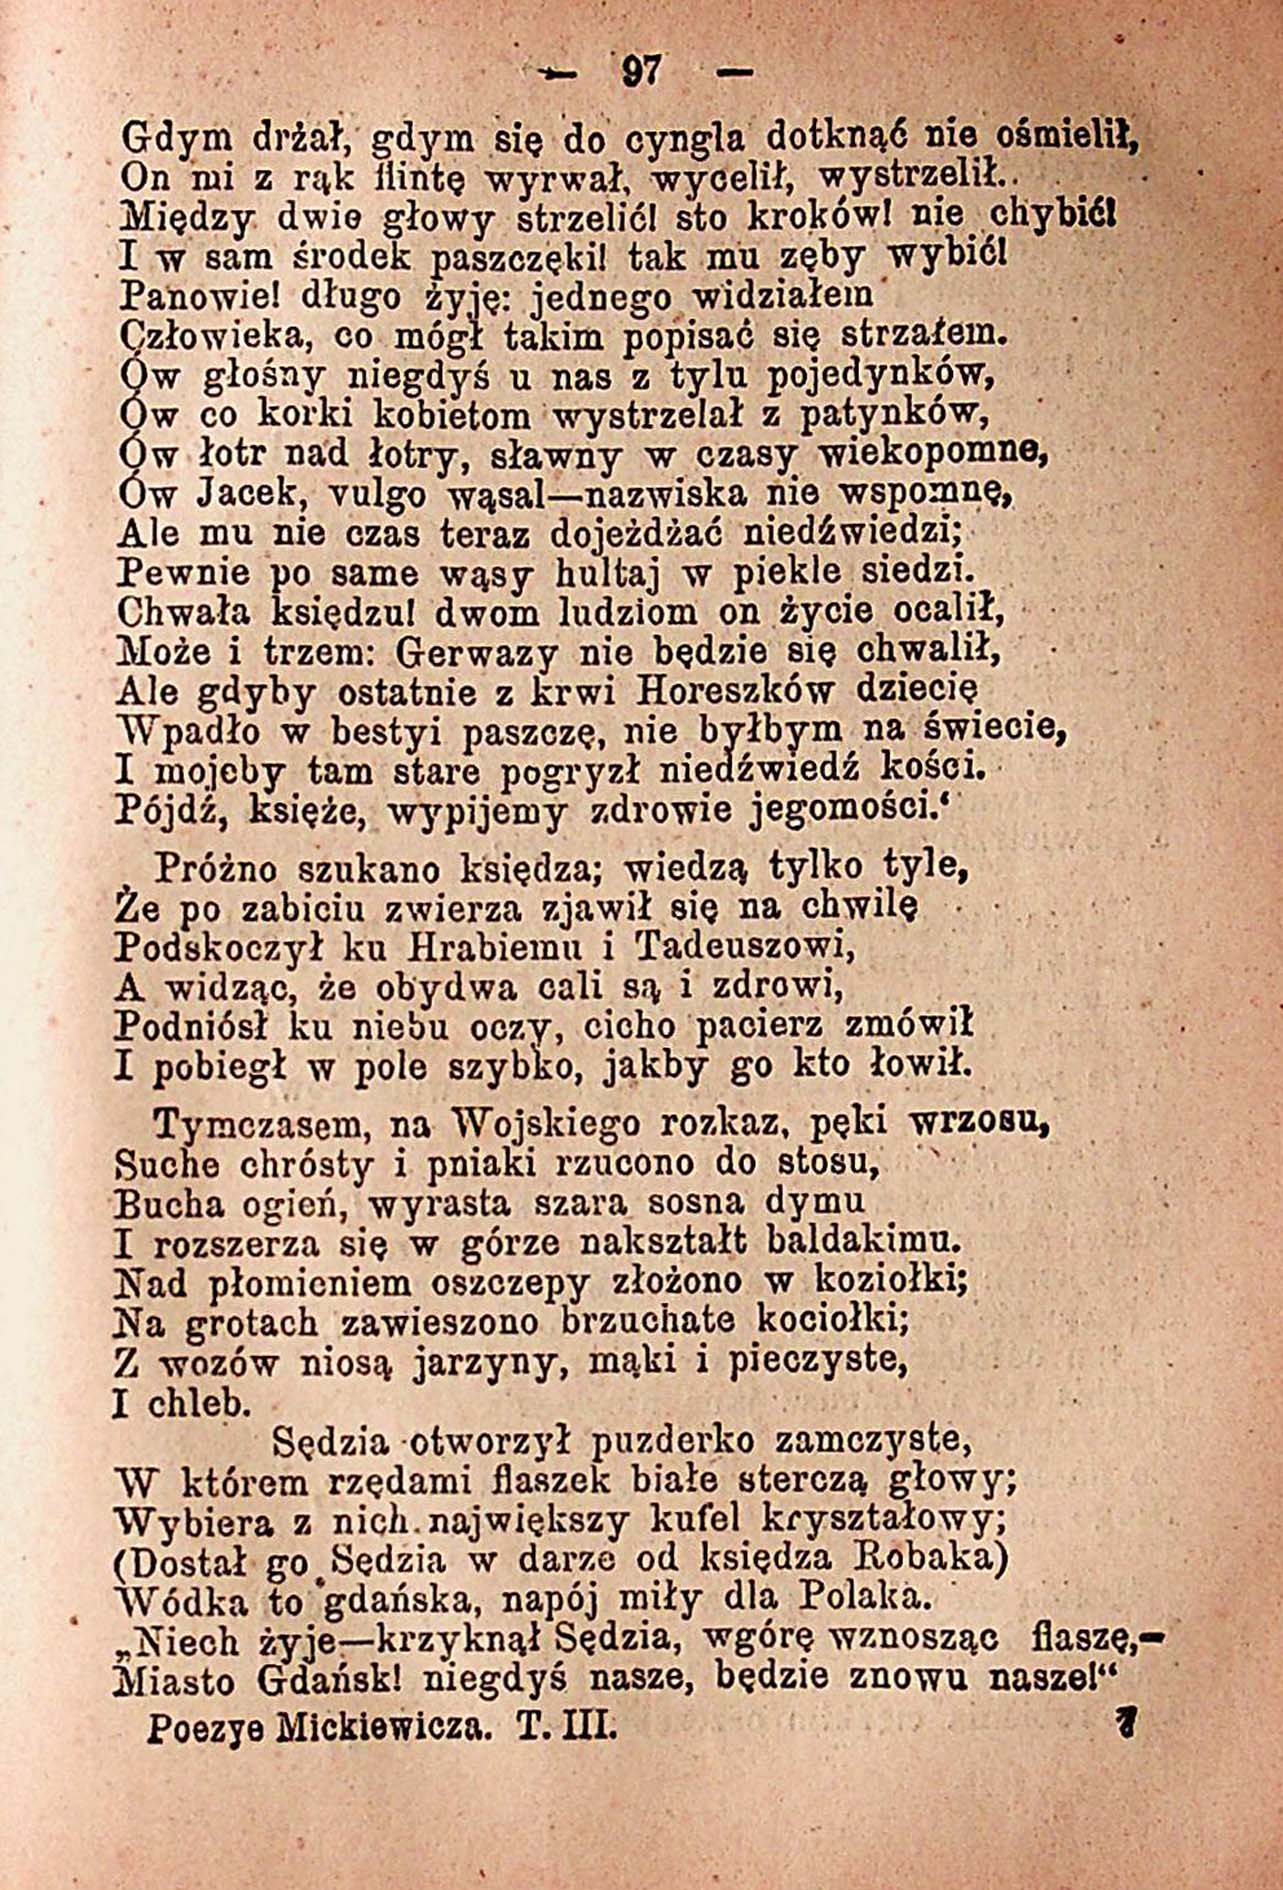 — 97 —
Gdym drżał, gdym się do cyngla dotknąć nie ośmielił,
On mi z rąk flintę wyrwał, wycelił, wystrzelił..
Między dwie głowy strzelić! sto kroków! nie chybić!
I w sam środek paszczęki! tak mu zęby wybić!
Panowie! długo żyję: jednego widziałem
Człowieka, co mógł takim popisać się strzałem.
Ów głośny niegdyś u nas z tylu pojedynków,
Ów co korki kobietom wystrzelał z patynków,
Ów łotr nad łotry, sławny w czasy wiekopomne,
Ów Jacek, vulgo wąsal—nazwiska nie wspomnę,
Ale mu nie czas teraz dojeżdżać niedźwiedzi;
Pewnie po same wąsy hultaj w piekle siedzi.
Chwała księdzu! dwom ludziom on życie ocalił,
Może i trzem: Gerwazy nie będzie się chwalił,
Ale gdyby ostatnie z krwi Horeszków dziecię
Wpadło w bestyi paszczę, nie byłbym na świecie,
I mojeby tam stare pogryzł niedźwiedź kości.
Pójdź, księże, wypijemy zdrowie jegomości.‘
Próżno szukano księdza; wiedzą tylko tyle,
Że po zabiciu zwierza zjawił się na chwilę
Podskoczył ku Hrabiemu i Tadeuszowi,
A widząc, że obydwa cali są i zdrowi,
Podniósł ku niebu oczy, cicho pacierz zmówił
I pobiegł w pole szybko, jakby go kto łowił.
Tymczasem, na Wojskiego rozkaz, pęki wrzosu,
Suche chrósty i pniaki rzucono do stosu,
Bucha ogień, wyrasta szara sosna dymu
I rozszerza się w górze nakształt baldakimu.
Nad płomieniem oszczepy złożono w koziołki;
Na grotach zawieszono brzuchate kociołki;
Z wozów niosą jarzyny, mąki i pieczyste,
I chleb.
Sędzia otworzył puzderko zamczyste,
W którem rzędami flaszek białe sterczą głowy;
Wybiera z nich największy kufel kryształowy;
(Dostał go Sędzia w darze od księdza Robaka)
Wódka to gdańska, napój miły dla Polaka.
„Niech żyje—krzyknął Sędzia, wgórę wznosząc flaszę,—
Miasto Gdańsk! niegdyś nasze, będzie znowu nasze!“
Poezye Mickiewicza. T. III. 7